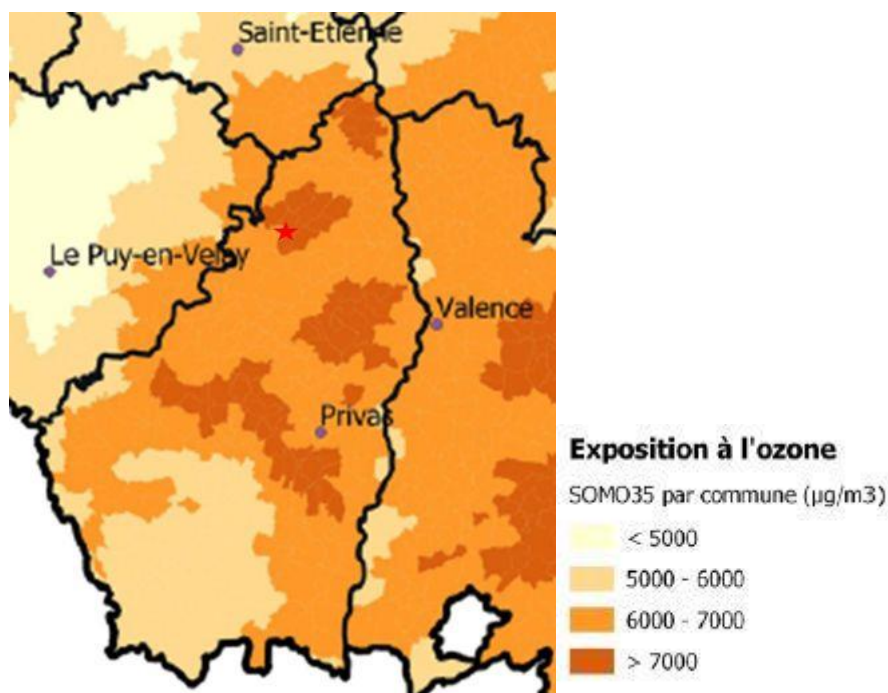 Saint-Etienne
Le Puy-en-Velay
Valence
Privas
Exposition à l'ozone
SOMO35 par commune (µg/m3)
< 5000
5000 - 6000
6000 - 7000
> 7000